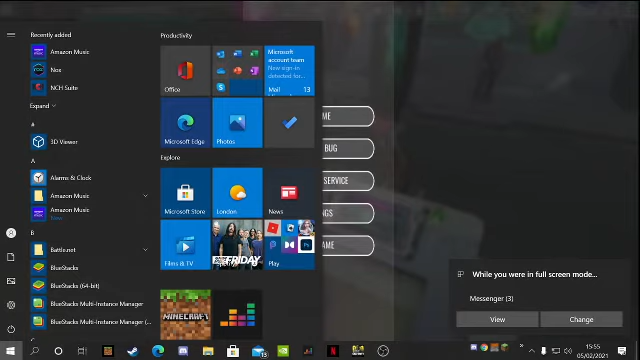 Recently added
Amazon Music
Nox
NCH Suite
Expand
#
3D Viewer
A
Alarms & Clock
Amazon Music
Amazon Music
New
B
Battle.net
BlueStacks
BlueStacks (64-bit)
BlueStacks Multi-Instance Manager
BlueStacks Multi-Instance Manager (...
Productivity
Office
Microsoft
account team
New sign-in
detected for...
Mail 13
Microsoft Edge
Photos
Explore
Microsoft Store
London
News
Films & TV
FRIDAY
Play
MINECRAFT
ME
BUG
SERVICE
NGS
AME
While you were in full screen mode...
Messenger (3)
View
Change
13
15:55
05/02/2021